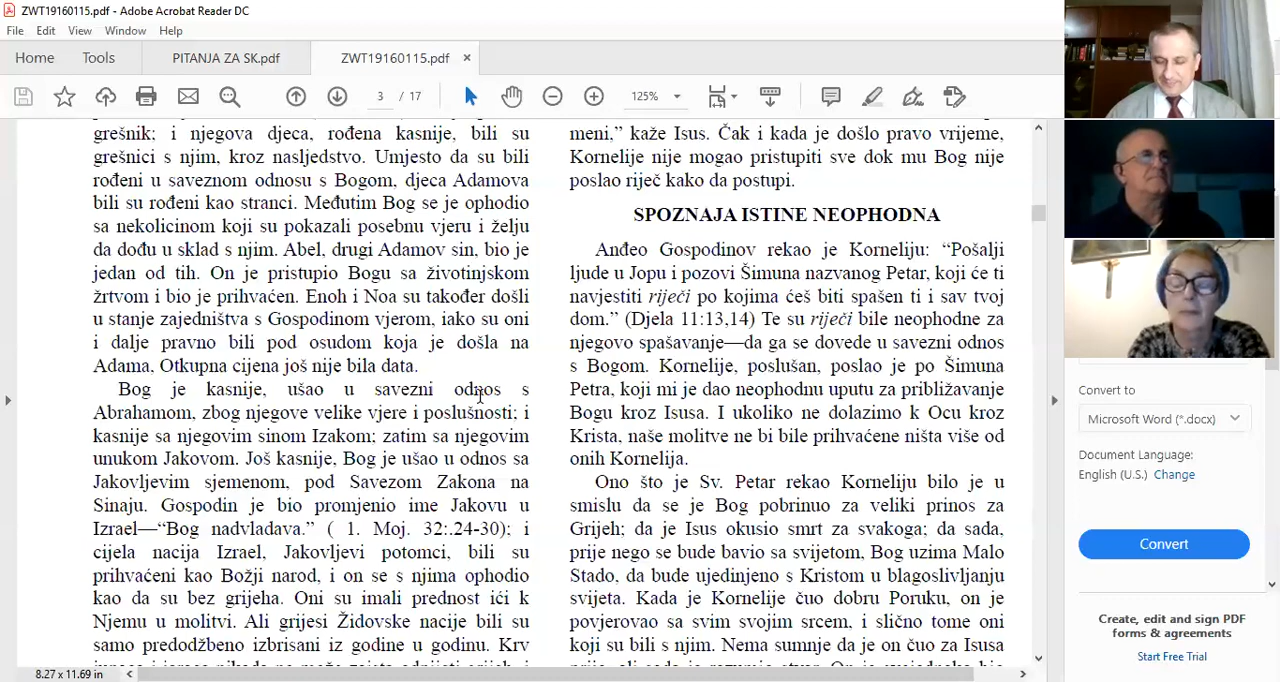 ZWT19160115.pdf - Adobe Acrobat Reader DC
File Edit View Window Help
Home Tools PITANJA ZA SK.pdf ZWT19160115.pdf ×
3 / 17 125%
grešnik; i njegova djeca, rođena kasnije, bili su
grešnici s njim, kroz nasljedstvo. Umjesto da su bili
rođeni u saveznom odnosu s Bogom, djeca Adamova
bili su rođeni kao stranci. Međutim Bog se je ophodio
sa nekolicinom koji su pokazali posebnu vjeru i želju
da dođu u sklad s njim. Abel, drugi Adamov sin, bio je
jedan od tih. On je pristupio Bogu sa životinjskom
žrtvom i bio je prihvaćen. Enoh i Noa su također došli
u stanje zajedništva s Gospodinom vjerom, iako su oni
i dalje pravno bili pod osudom koja je došla na
Adama, Otkupna cijena još nije bila data.
Bog je kasnije, ušao u savezni odnos s
Abrahamom, zbog njegove velike vjere i poslušnosti; i
kasnije sa njegovim sinom Izakom; zatim sa njegovim
unukom Jakovom. Još kasnije, Bog je ušao u odnos sa
Jakovljevim sjemenom, pod Savezom Zakona na
Sinaju. Gospodin je bio promjenio ime Jakovu u
Izrael—“Bog nadvladava.” ( 1. Moj. 32:.24-30); i
cijela nacija Izrael, Jakovljevi potomci, bili su
prihvaćeni kao Božji narod, i on se s njima ophodio
kao da su bez grijeha. Oni su imali prednost ići k
Njemu u molitvi. Ali grijesi Židovske nacije bili su
samo predodžbeno izbrisani iz godine u godinu. Krv
meni,” kaže Isus. Čak i kada je došlo pravo vrijeme,
Kornelije nije mogao pristupiti sve dok mu Bog nije
poslao riječ kako da postupi.
SPOZNAJA ISTINE NEOPHODNA
Anđeo Gospodinov rekao je Korneliju: “Pošalji
ljude u Jopu i pozovi Šimuna nazvanog Petar, koji će ti
navjestiti riječi po kojima ćeš biti spašen ti i sav tvoj
dom.” (Djela 11:13,14) Te su riječi bile neophodne za
njegovo spašavanje—da ga se dovede u savezni odnos
s Bogom. Kornelije, poslušan, poslao je po Šimuna
Petra, koji mi je dao neophodnu uputu za približavanje
Bogu kroz Isusa. I ukoliko ne dolazimo k Ocu kroz
Krista, naše molitve ne bi bile prihvaćene ništa više od
onih Kornelija.
Ono što je Sv. Petar rekao Korneliju bilo je u
smislu da se je Bog pobrinuo za veliki prinos za
Grijeh; da je Isus okusio smrt za svakoga; da sada,
prije nego se bude bavio sa svijetom, Bog uzima Malo
Stado, da bude ujedinjeno s Kristom u blagoslivljanju
svijeta. Kada je Kornelije čuo dobru Poruku, on je
povjerovao sa svim svojim srcem, i slično tome oni
koji su bili s njim. Nema sumnje da je on čuo za Isusa
8.27 x 11.69 in
Convert to
Microsoft Word (*.docx)
Document Language:
English (U.S.) Change
Convert
Create, edit and sign PDF
forms & agreements
Start Free Trial